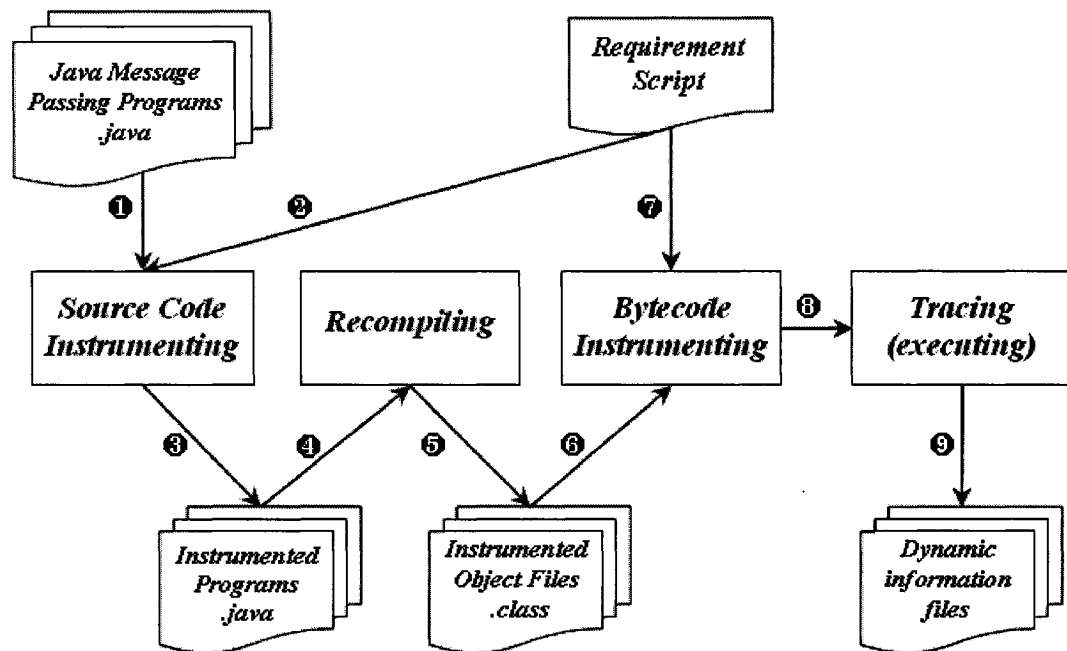 Java Message
Passing Programs
.java
Requirement
Script
❶
❷
❼
Source Code
Instrumenting
Recompiling
Bytecode
Instrumenting
❽
Tracing
(executing)
❸
❹
❺
❻
❾
Instrumented
Programs
.java
Instrumented
Object Files
.class
Dynamic
information
files